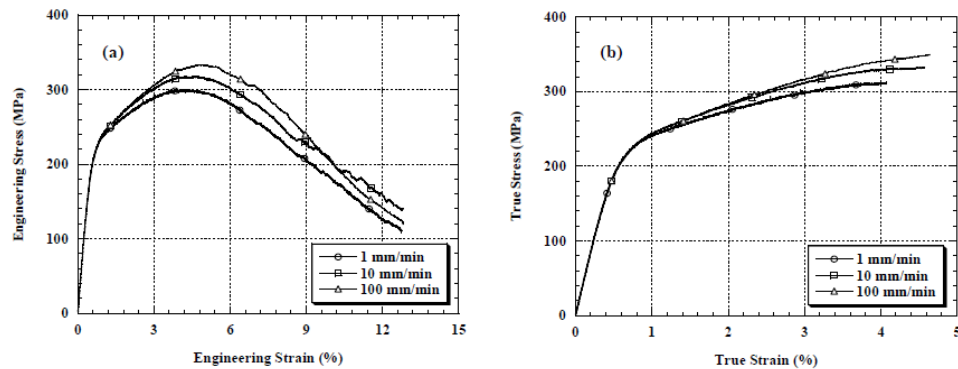 400
300
200
100
0
(a)
Engineering Stress (MPa)
1 mm/min
10 mm/min
100 mm/min
0 3 6 9 12 15
Engineering Strain (%)
400
300
200
100
0
(b)
True Stress (MPa)
1 mm/min
10 mm/min
100 mm/min
0 1 2 3 4 5
True Strain (%)